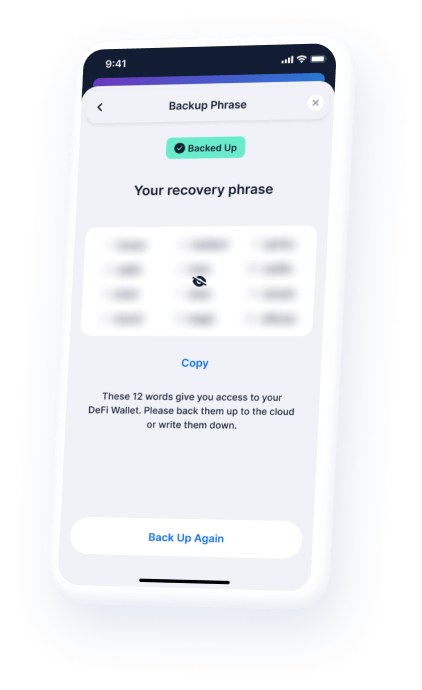 9:41
Backup Phrase
Backed Up
Your recovery phrase
Copy
These 12 words give you access to your
DeFi Wallet. Please back them up to the cloud
or write them down.
Back Up Again